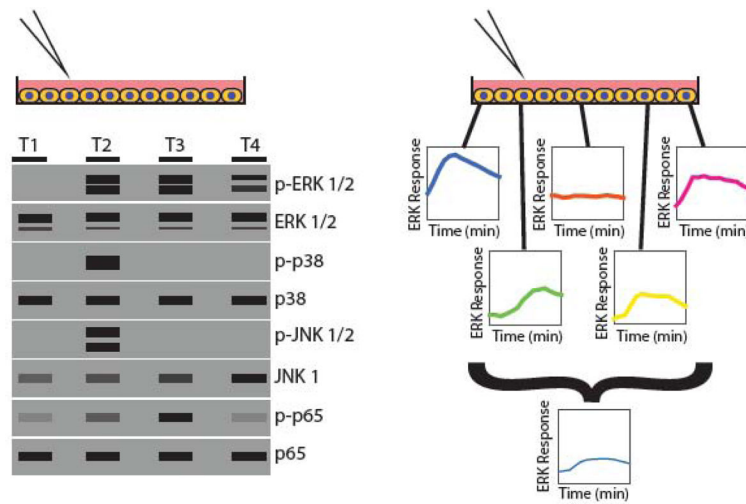 T1 T2 T3 T4
p-ERK 1/2
ERK 1/2
p-p38
p38
p-JNK 1/2
JNK 1
p-p65
p65
ERK Response
Time (min)
ERK Response
Time (min)
ERK Response
Time (min)
ERK Response
Time (min)
ERK Response
Time (min)
ERK Response
Time (min)